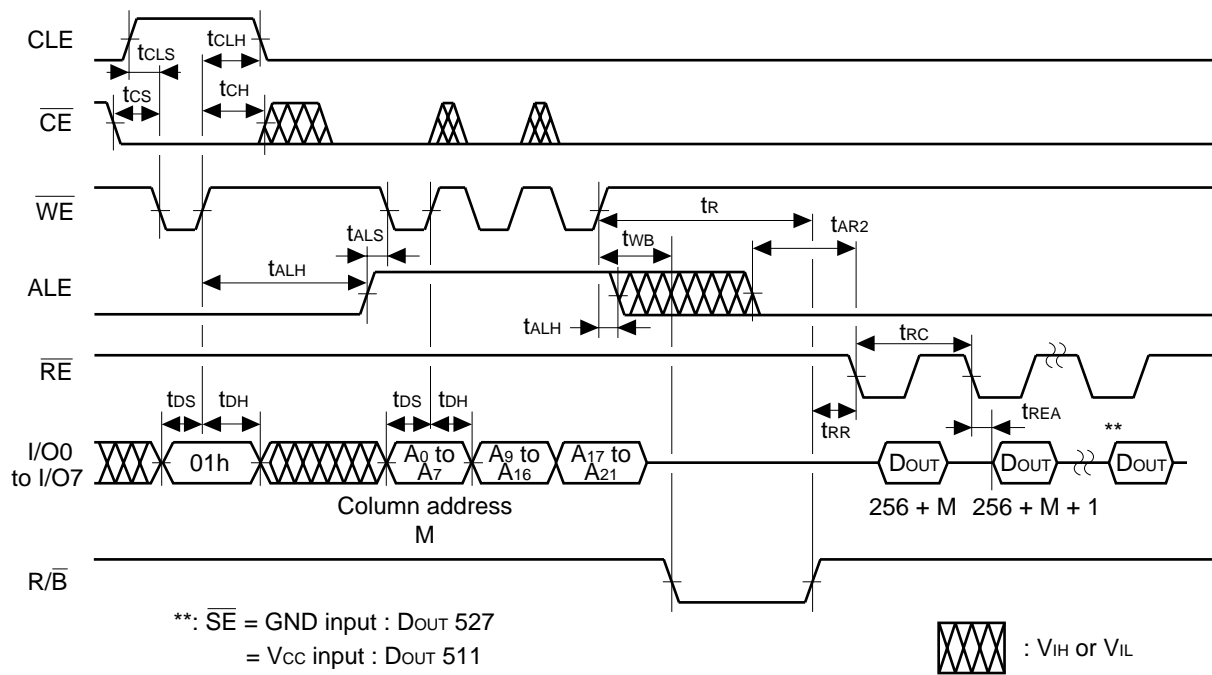 CLE
tCLS
tCLH
tCS
tCH
CE
WE
tR
tALS
tWB
tAR2
tALH
ALE
tALH
tRC
RE
tDS
tDH
tDS
tDH
tRR
tREA
**
I/O0
to I/O7
01h
A0 to
A7
A9 to
A16
A17 to
A21
DOUT
DOUT
DOUT
Column address
M
256 + M
256 + M + 1
R/B
**: SE = GND input : DOUT 527
= VCC input : DOUT 511
: VIH or VIL